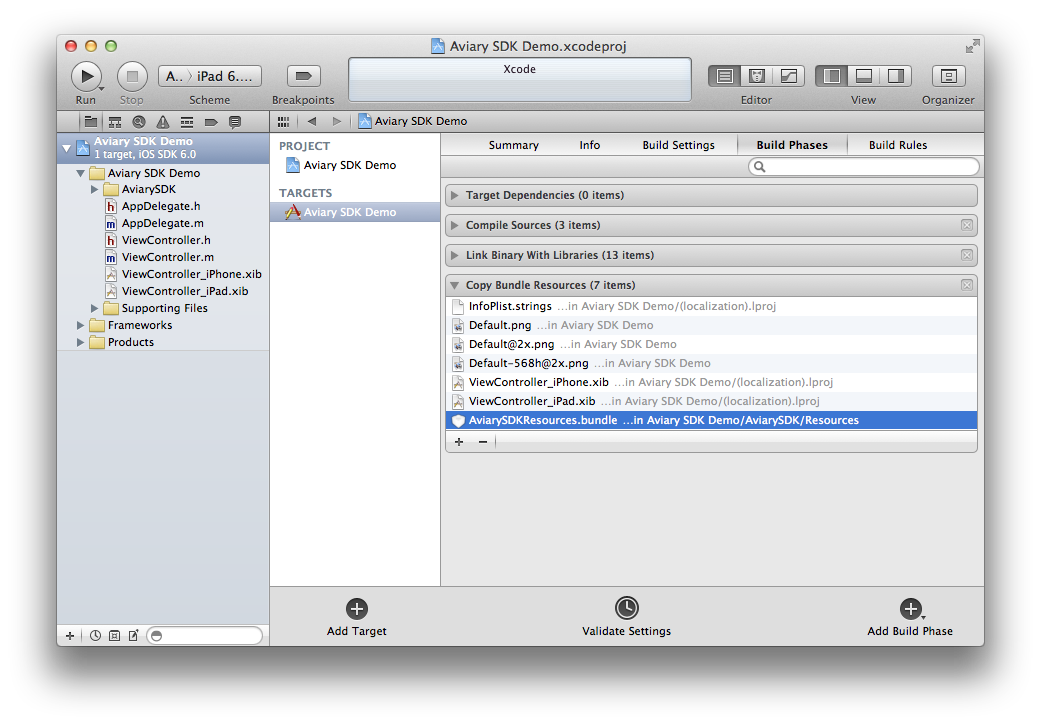 Aviary SDK Demo.xcodeproj
A.. 〉 iPad 6....
Xcode
Run Stop Scheme Breakpoints Editor View Organizer
Aviary SDK Demo
Aviary SDK Demo
1 target, iOS SDK 6.0
Aviary SDK Demo
AviarySDK
h AppDelegate.h
m AppDelegate.m
h ViewController.h
m ViewController.m
ViewController_iPhone.xib
ViewController_iPad.xib
Supporting Files
Frameworks
Products
PROJECT
Aviary SDK Demo
TARGETS
Aviary SDK Demo
Summary Info Build Settings Build Phases Build Rules
Target Dependencies (0 items)
Compile Sources (3 items)
Link Binary With Libraries (13 items)
Copy Bundle Resources (7 items)
InfoPlist.strings ...in Aviary SDK Demo/(localization).lproj
Default.png ...in Aviary SDK Demo
Default@2x.png ...in Aviary SDK Demo
Default-568h@2x.png ...in Aviary SDK Demo
ViewController_iPhone.xib ...in Aviary SDK Demo/(localization).lproj
ViewController_iPad.xib ...in Aviary SDK Demo/(localization).lproj
AviarySDKResources.bundle ...in Aviary SDK Demo/AviarySDK/Resources
Add Target Validate Settings Add Build Phase